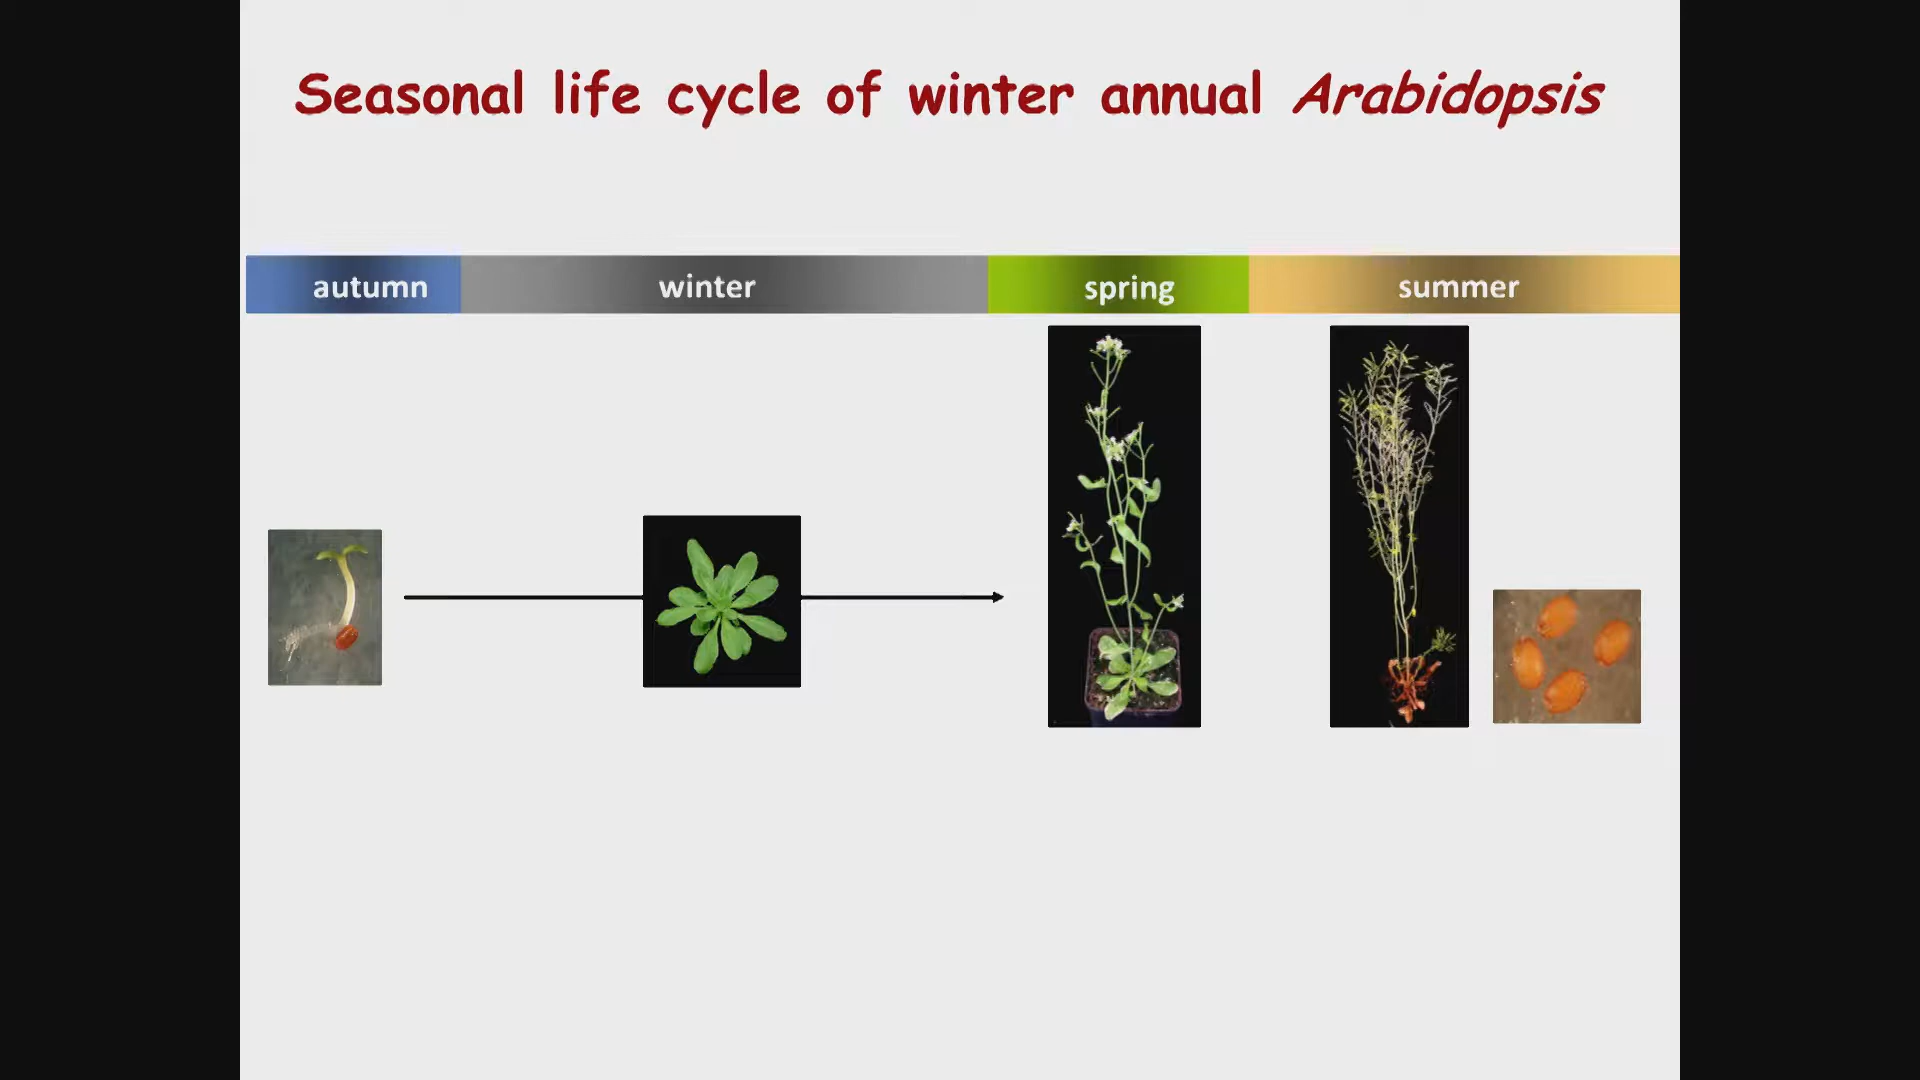 Seasonal life cycle of winter annual Arabidopsis
autumn winter spring summer